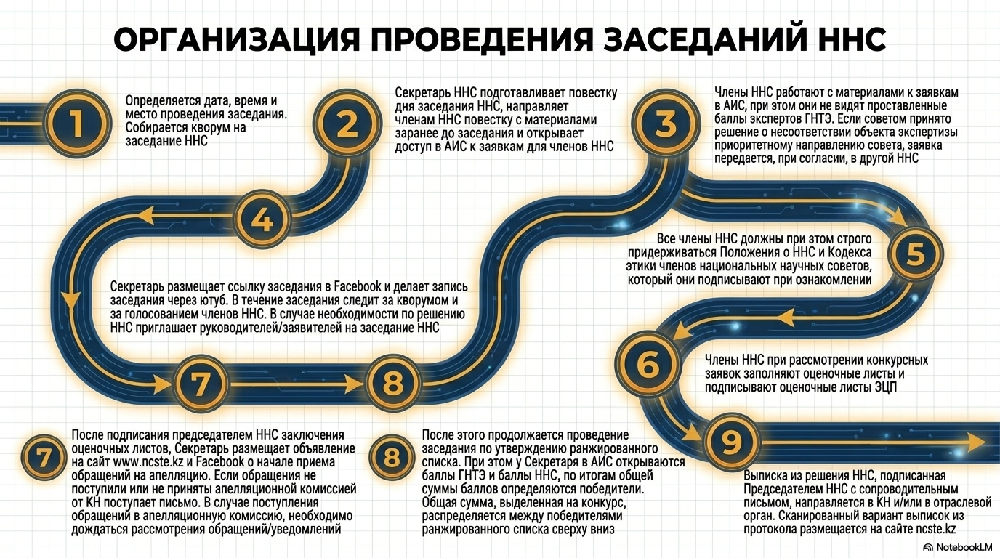 ОРГАНИЗАЦИЯ ПРОВЕДЕНИЯ ЗАСЕДАНИЙ ННС
1
Определяется дата, время и
место проведения заседания.
Собирается кворум на
заседание ННС
2
Секретарь ННС подготавливает повестку
дня заседания ННС, направляет
членам ННС повестку с материалами
заранее до заседания и открывает
доступ в АИС к заявкам для членов ННС
3
Члены ННС работают с материалами к заявкам
в АИС, при этом они не видят проставленные
баллы экспертов ГНТЭ. Если советом принято
решение о несоответствии объекта экспертизы
приоритетному направлению совета, заявка
передается, при согласии, в другой ННС
4
Секретарь размещает ссылку заседания в Facebook и делает запись
заседания через ютуб. В течение заседания следит за кворумом и
за голосованием членов ННС. В случае необходимости по решению
ННС приглашает руководителей/заявителей на заседание ННС
5
Все члены ННС должны при этом строго
придерживаться Положения о ННС и Кодекса
этики членов национальных научных советов,
который они подписывают при ознакомлении
6
Члены ННС при рассмотрении конкурсных
заявок заполняют оценочные листы и
подписывают оценочные листы ЭЦП
7
8
7
После подписания председателем ННС заключения
оценочных листов, Секретарь размещает объявление
на сайт www.ncste.kz и Facebook о начале приема
обращений на апелляцию. Если обращения не
поступили или не приняты апелляционной комиссией
от КН поступает письмо. В случае поступления
обращений в апелляционную комиссию, необходимо
дождаться рассмотрения обращений/уведомлений
8
После этого продолжается проведение
заседания по утверждению ранжированного
списка. При этом у Секретаря в АИС открываются
баллы ГНТЭ и баллы ННС, по итогам общей
суммы баллов определяются победители.
Общая сумма, выделенная на конкурс,
распределяется между победителями
ранжированного списка сверху вниз
9
Выписка из решения ННС, подписанная
Председателем ННС с сопроводительным
письмом, направляется в КН и/или в отраслевой
орган. Сканированный вариант выписок из
протокола размещается на сайте ncste.kz
NotebookLM